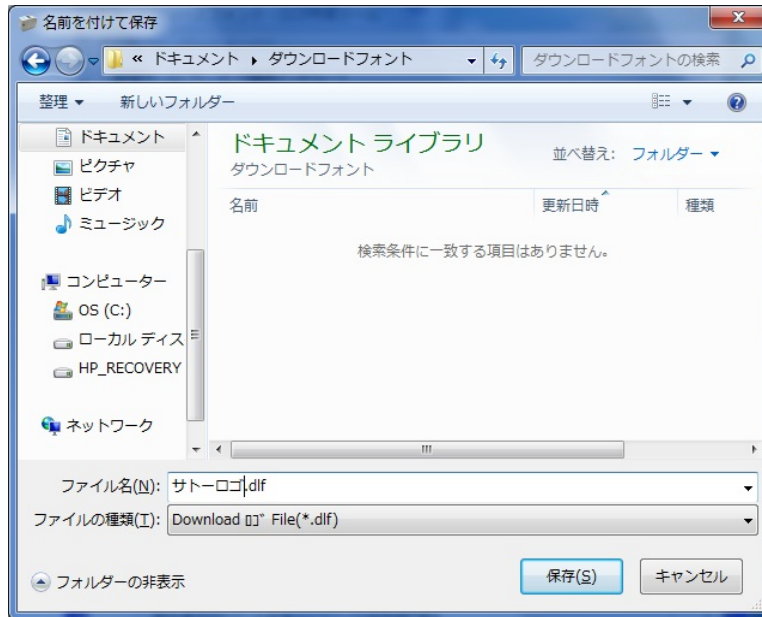 名前を付けて保存
« ドキュメント ▸ ダウンロードフォント
ダウンロードフォントの検索
整理 ▼ 新しいフォルダー
ドキュメント
ピクチャ
ビデオ
ミュージック
コンピューター
OS (C:)
ローカル ディス
HP_RECOVERY
ネットワーク
ドキュメント ライブラリ
ダウンロードフォント
並べ替え: フォルダー ▼
名前 更新日時 種類
検索条件に一致する項目はありません。
ファイル名(N): サトーロゴ.dlf
ファイルの種類(T): Download ﾛｺﾞ File(*.dlf)
フォルダーの非表示
保存(S) キャンセル